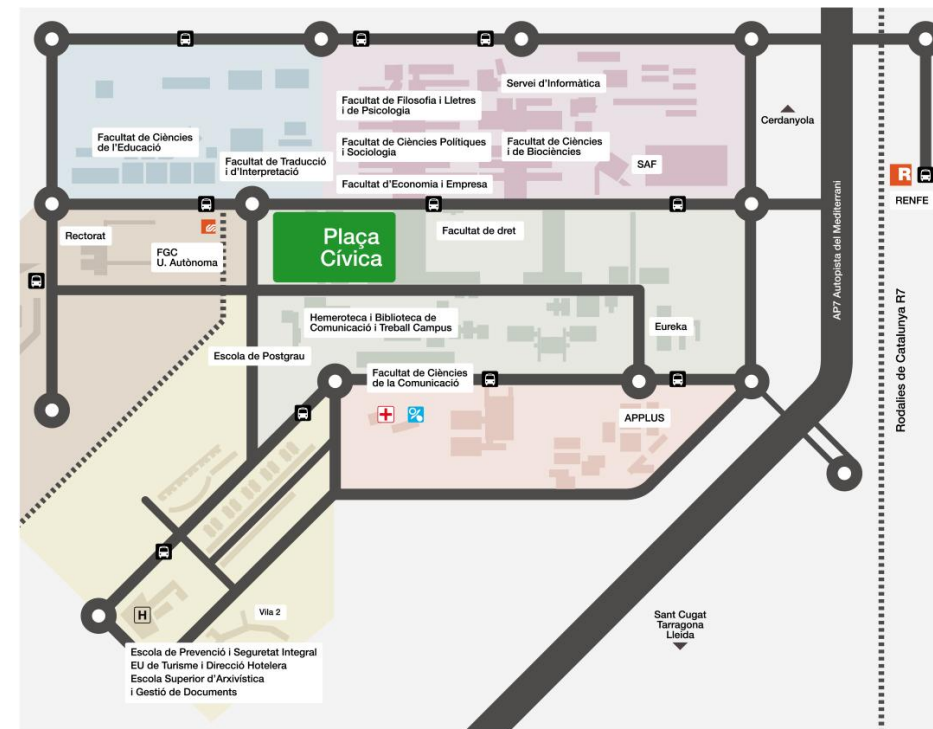 Servei d'Informàtica
Facultat de Filosofia i Lletres
i de Psicologia
Cerdanyola
Facultat de Ciències
de l'Educació
Facultat de Ciències Polítiques
i Sociologia
Facultat de Ciències
i de Biociències
Facultat de Traducció
i d'Interpretació
SAF
Facultat d'Economia i Empresa
R
RENFE
Rectorat
FGC
U. Autònoma
Plaça
Cívica
Facultat de dret
AP7 Autopista del Mediterrani
Rodalies de Catalunya R7
Hemeroteca i Biblioteca de
Comunicació i Treball Campus
Eureka
Escola de Postgrau
Facultat de Ciències
de la Comunicació
APPLUS
H
Vila 2
Sant Cugat
Tarragona
Lleida
Escola de Prevenció i Seguretat Integral
EU de Turisme i Direcció Hotelera
Escola Superior d'Arxivística
i Gestió de Documents